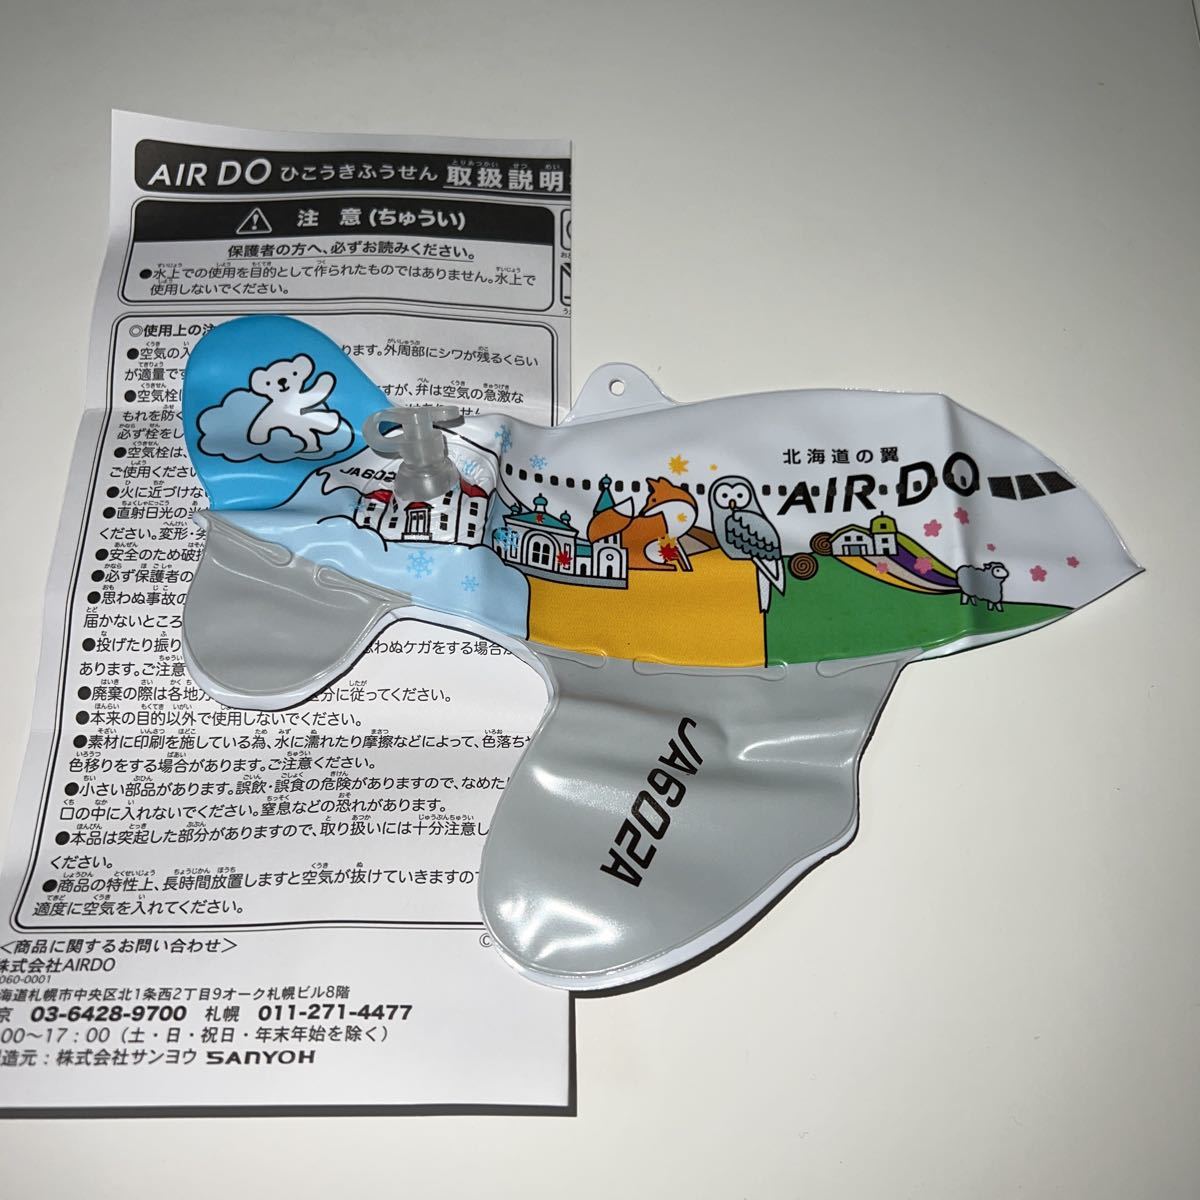 AIR DO ひこうきふうせん 取扱説明
注 意 (ちゅうい)
保護者の方へ、必ずお読みください。
●水上での使用を目的として作られたものではありません。水上で
使用しないでください。
◎使用上の注
●空気の入 ります。外周部にシワが残るくらい
が適量です
●空気栓は ですが、弁は空気の急激な
もれを防ぐ
必ず栓をし
●空気栓は、
ご使用ください
●火に近づけな
●直射日光の当
ください。変形・劣
●安全のため破
●必ず保護者の
●思わぬ事故の
届かないところ
●投げたり振り 思わぬケガをする場合が
あります。ご注意
●廃棄の際は各地方 区分に従ってください。
●本来の目的以外で使用しないでください。
●素材に印刷を施している為、水に濡れたり摩擦などによって、色落ちや
色移りをする場合があります。ご注意ください。
●小さい部品があります。誤飲・誤食の危険がありますので、なめたり
口の中に入れないでください。窒息などの恐れがあります。
●本品は突起した部分がありますので、取り扱いには十分注意し
ください。
●商品の特性上、長時間放置しますと空気が抜けていきますので
適度に空気を入れてください。
©
<商品に関するお問い合わせ>
株式会社AIRDO
060-0001
海道札幌市中央区北1条西2丁目9オーク札幌ビル8階
京 03-6428-9700 札幌 011-271-4477
00〜17：00（土・日・祝日・年末年始を除く）
造元：株式会社サンヨウ SANYOH
JA602
北海道の翼
AIR DO
JA602A